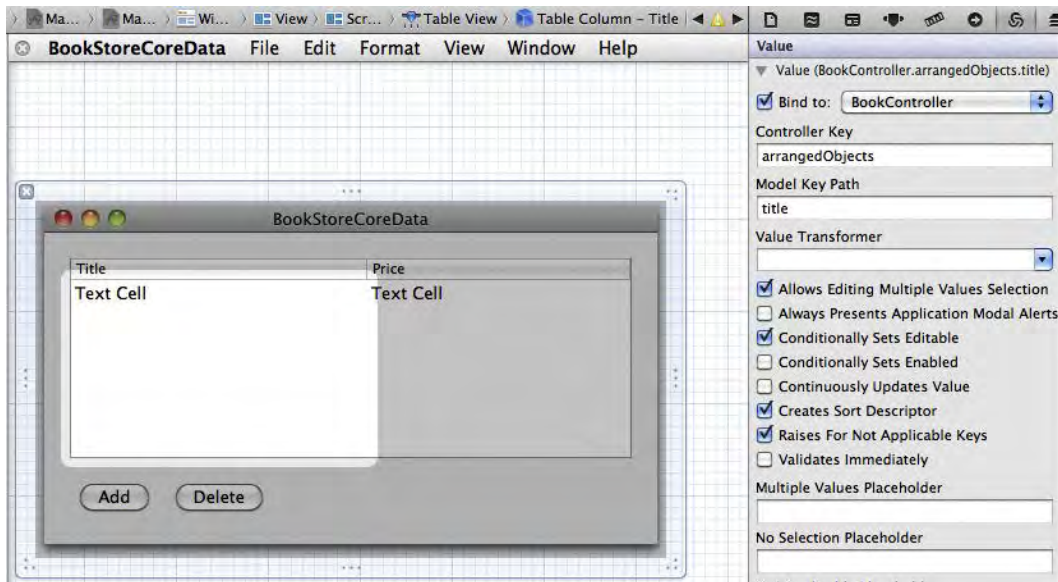 Ma... Ma... Wi... View Scr... Table View Table Column – Title
BookStoreCoreData File Edit Format View Window Help
BookStoreCoreData
Title Price
Text Cell Text Cell
Add Delete
Value
Value (BookController.arrangedObjects.title)
Bind to: BookController
Controller Key
arrangedObjects
Model Key Path
title
Value Transformer
Allows Editing Multiple Values Selection
Always Presents Application Modal Alerts
Conditionally Sets Editable
Conditionally Sets Enabled
Continuously Updates Value
Creates Sort Descriptor
Raises For Not Applicable Keys
Validates Immediately
Multiple Values Placeholder
No Selection Placeholder